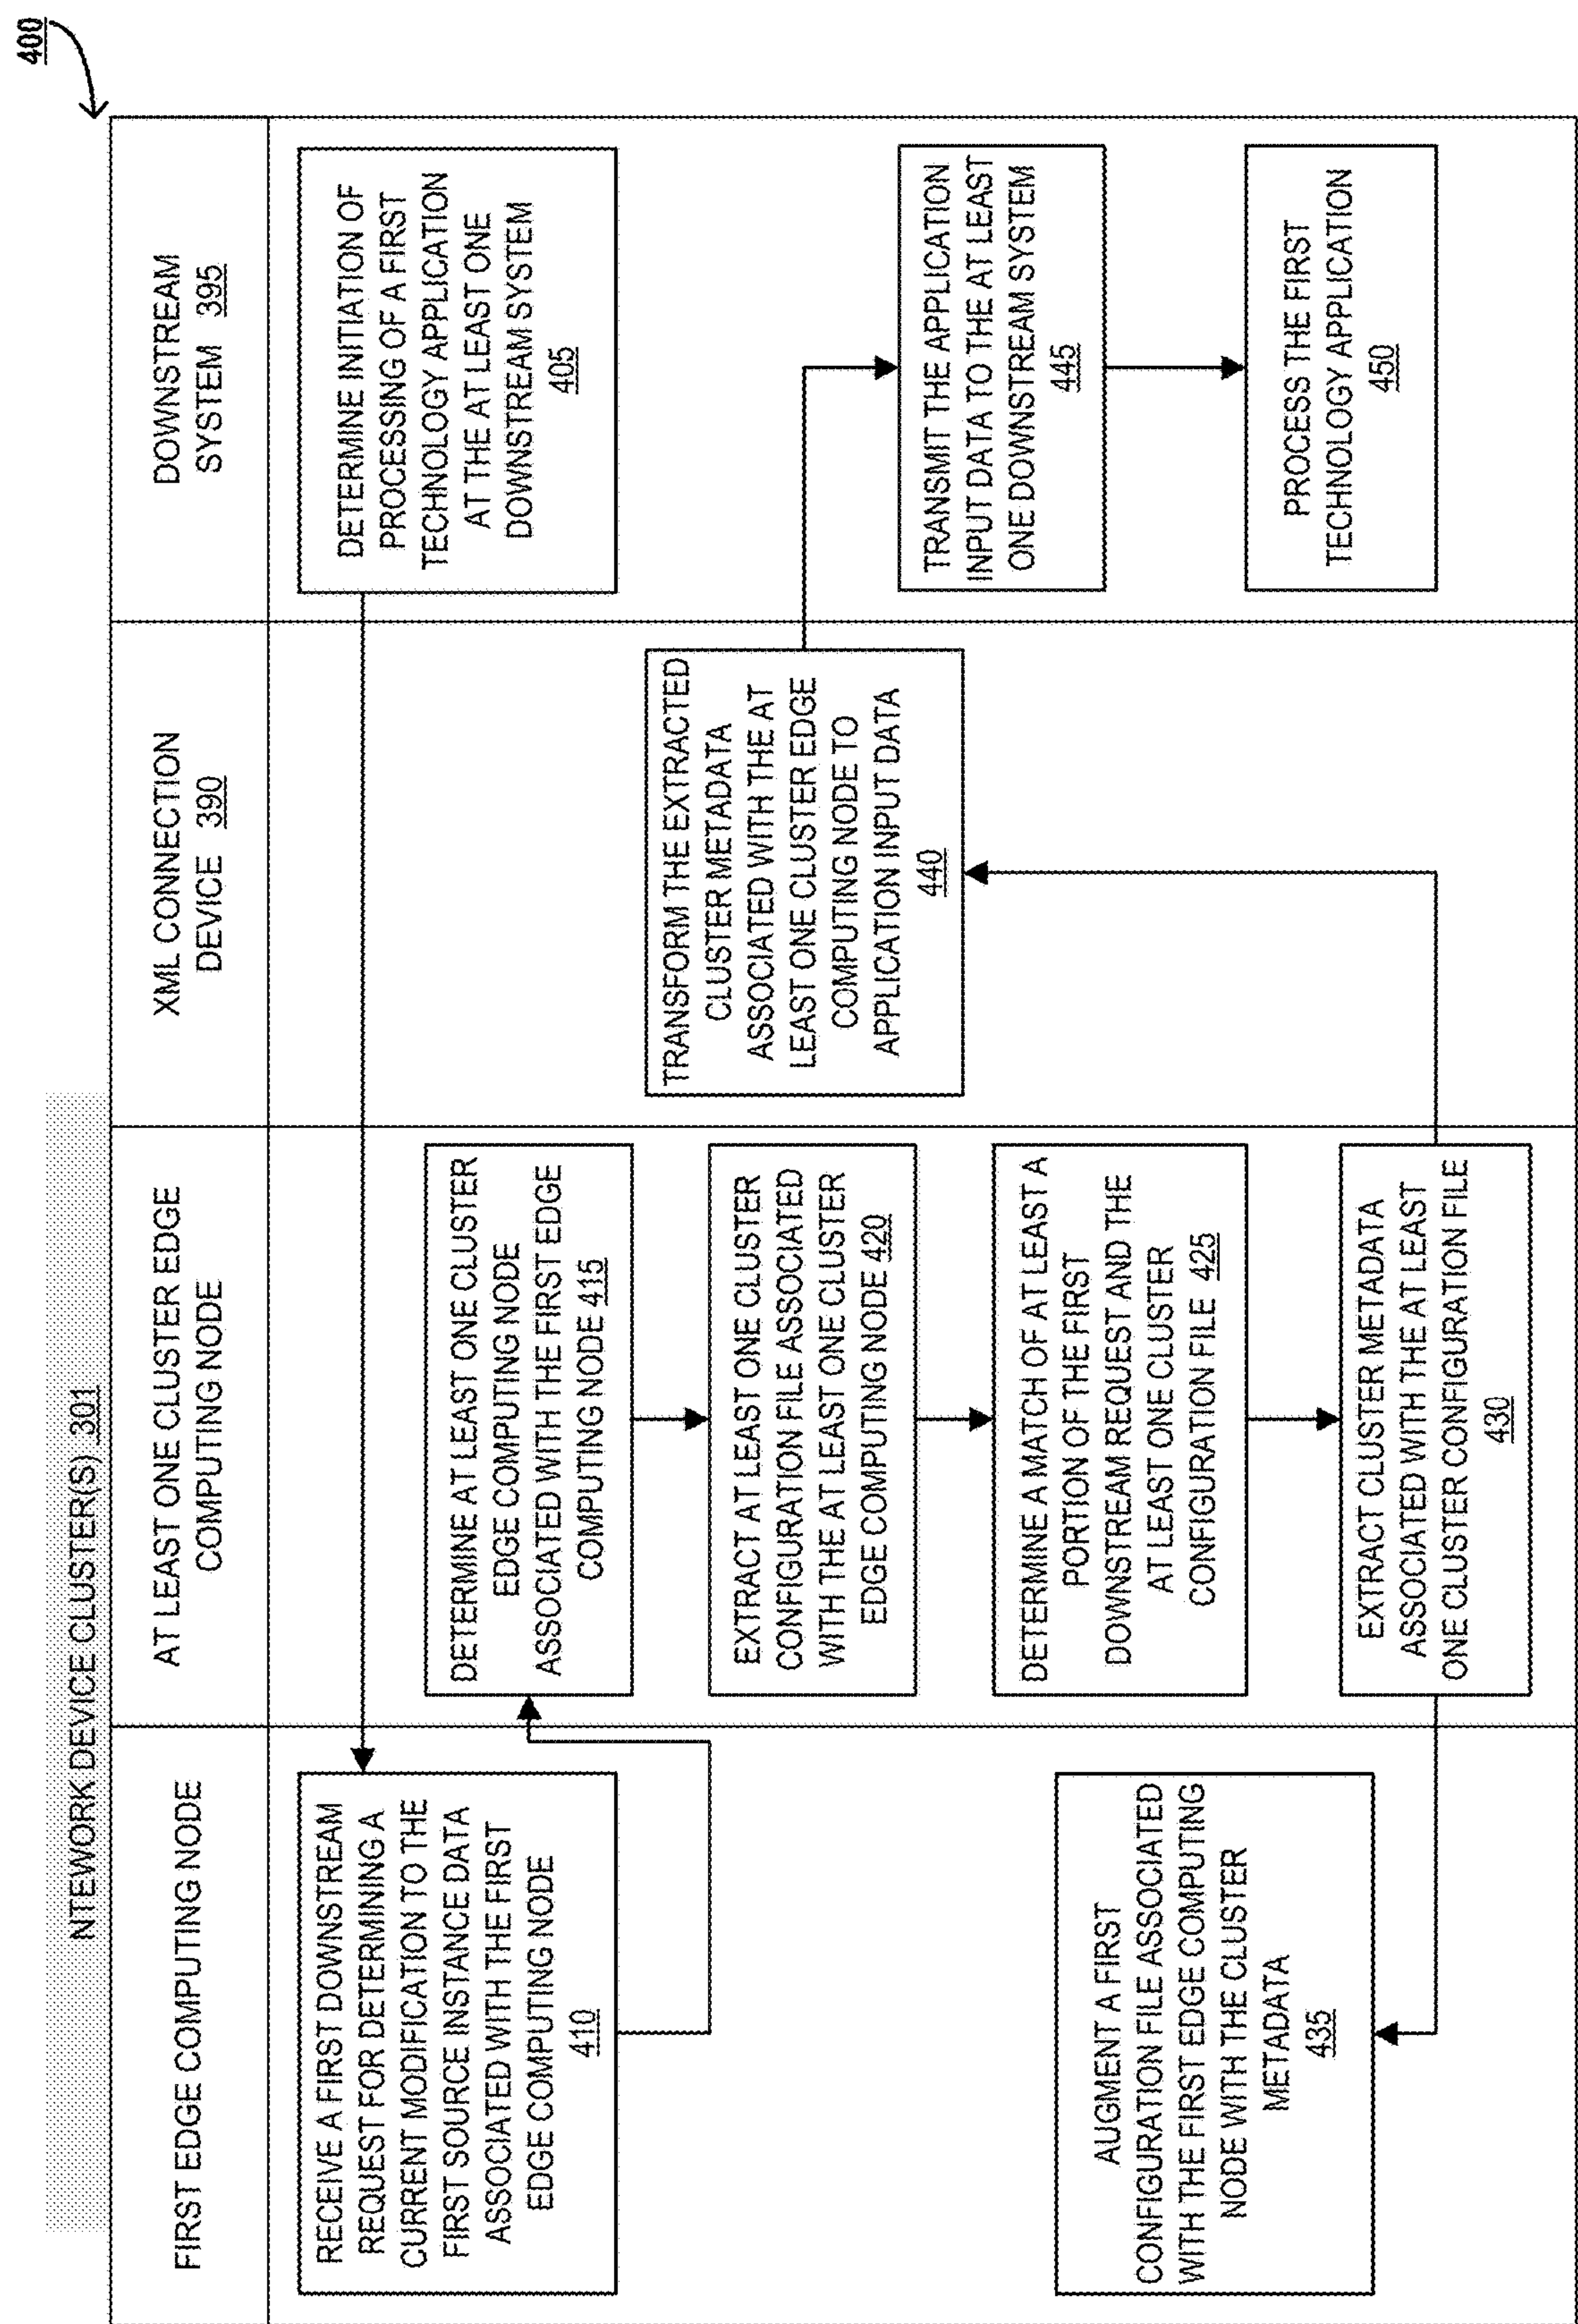 400
NTEWORK DEVICE CLUSTER(S) 301
FIRST EDGE COMPUTING NODE
AT LEAST ONE CLUSTER EDGE
COMPUTING NODE
XML CONNECTION
DEVICE 390
DOWNSTREAM
SYSTEM 395
DETERMINE INITIATION OF
PROCESSING OF A FIRST
TECHNOLOGY APPLICATION
AT THE AT LEAST ONE
DOWNSTREAM SYSTEM
405
RECEIVE A FIRST DOWNSTREAM
REQUEST FOR DETERMINING A
CURRENT MODIFICATION TO THE
FIRST SOURCE INSTANCE DATA
ASSOCIATED WITH THE FIRST
EDGE COMPUTING NODE
410
DETERMINE AT LEAST ONE CLUSTER
EDGE COMPUTING NODE
ASSOCIATED WITH THE FIRST EDGE
COMPUTING NODE 415
EXTRACT AT LEAST ONE CLUSTER
CONFIGURATION FILE ASSOCIATED
WITH THE AT LEAST ONE CLUSTER
EDGE COMPUTING NODE 420
DETERMINE A MATCH OF AT LEAST A
PORTION OF THE FIRST
DOWNSTREAM REQUEST AND THE
AT LEAST ONE CLUSTER
CONFIGURATION FILE 425
EXTRACT CLUSTER METADATA
ASSOCIATED WITH THE AT LEAST
ONE CLUSTER CONFIGURATION FILE
430
AUGMENT A FIRST
CONFIGURATION FILE ASSOCIATED
WITH THE FIRST EDGE COMPUTING
NODE WITH THE CLUSTER
METADATA
435
TRANSFORM THE EXTRACTED
CLUSTER METADATA
ASSOCIATED WITH THE AT
LEAST ONE CLUSTER EDGE
COMPUTING NODE TO
APPLICATION INPUT DATA
440
TRANSMIT THE APPLICATION
INPUT DATA TO THE AT LEAST
ONE DOWNSTREAM SYSTEM
445
PROCESS THE FIRST
TECHNOLOGY APPLICATION
450